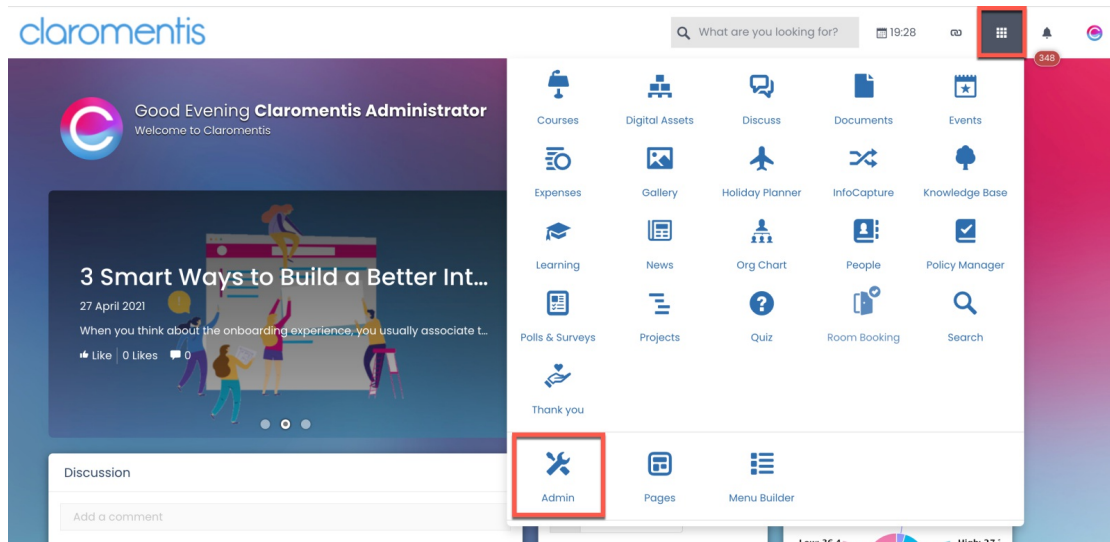 claromentis
What are you looking for?
19:28
348
Good Evening Claromentis Administrator
Welcome to Claromentis
3 Smart Ways to Build a Better Int...
27 April 2021
When you think about the onboarding experience, you usually associate t...
Like | 0 Likes 0
Discussion
Add a comment
Courses Digital Assets Discuss Documents Events
Expenses Gallery Holiday Planner InfoCapture Knowledge Base
Learning News Org Chart People Policy Manager
Polls & Surveys Projects Quiz Room Booking Search
Thank you
Admin Pages Menu Builder